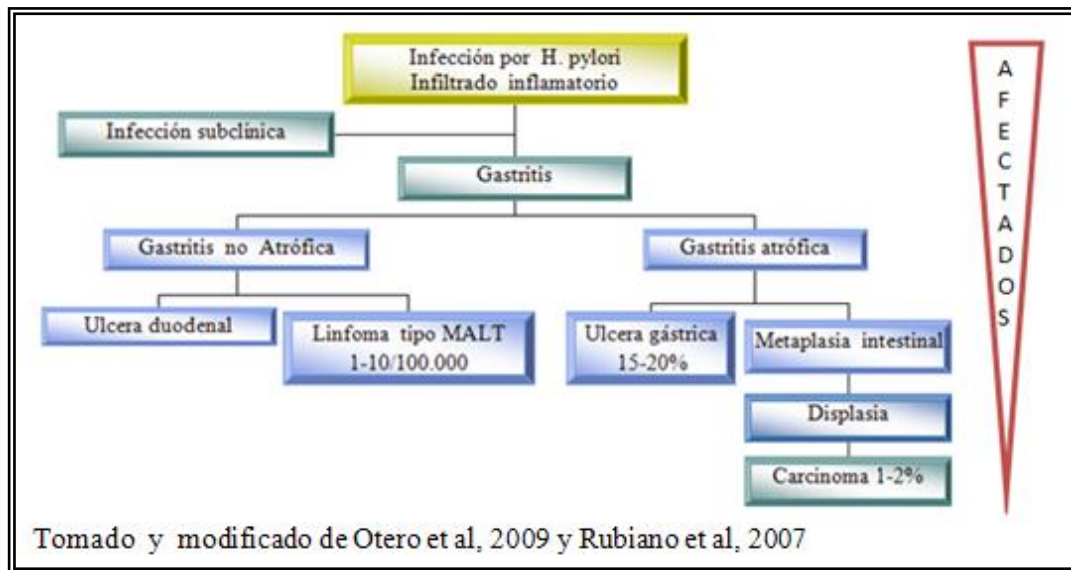 Infección por H. pylori
Infiltrado inflamatorio
Infección subclínica
Gastritis
Gastritis no Atrófica
Gastritis atrófica
Ulcera duodenal
Linfoma tipo MALT
1-10/100.000
Ulcera gástrica
15-20%
Metaplasia intestinal
Displasia
Carcinoma 1-2%
A
F
E
C
T
A
D
O
S
Tomado y modificado de Otero et al, 2009 y Rubiano et al, 2007